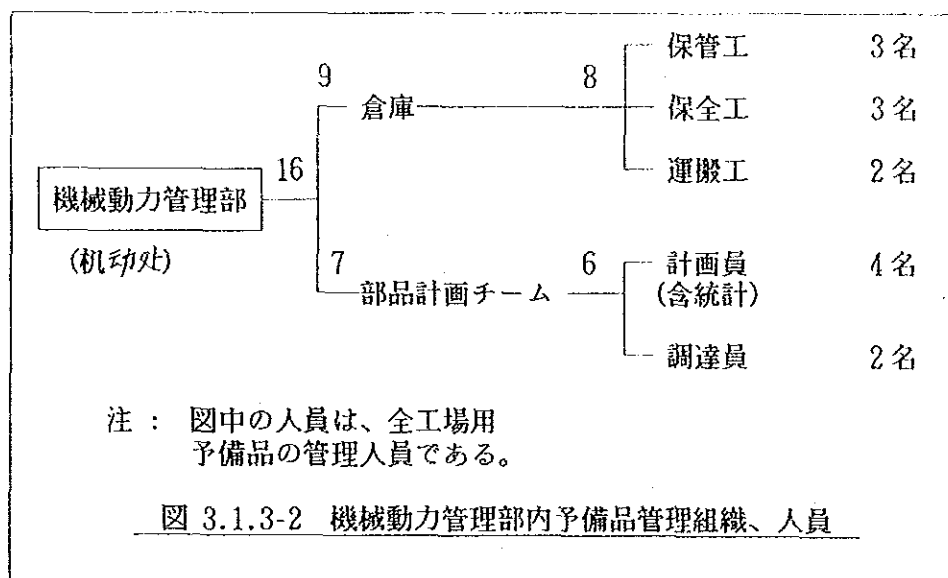 保管工 3名
9 8
倉庫 保全工 3名
16
運搬工 2名
機械動力管理部
(机动处) 7 6 計画員 4名
部品計画チーム (含統計)
調達員 2名
注: 図中の人員は、全工場用
予備品の管理人員である。
図 3.1.3-2 機械動力管理部内予備品管理組織、人員